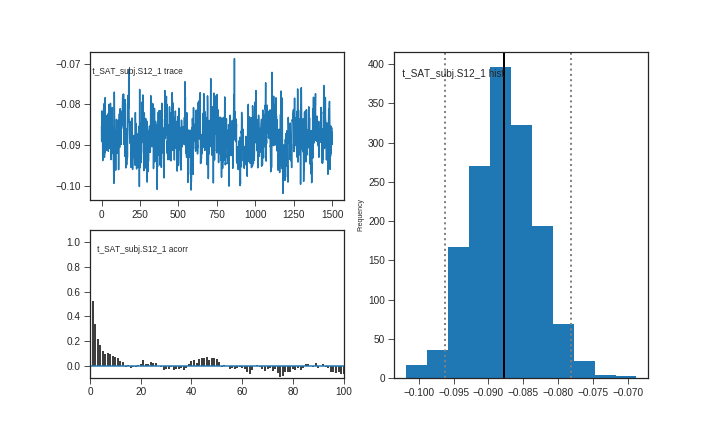 t_SAT_subj.S12_1 trace
−0.07
−0.08
−0.09
−0.10
0 250 500 750 1000 1250 1500
t_SAT_subj.S12_1 acorr
1.0
0.8
0.6
0.4
0.2
0.0
0 20 40 60 80 100
t_SAT_subj.S12_1 hist
Frequency
400
350
300
250
200
150
100
50
0
−0.100 −0.095 −0.090 −0.085 −0.080 −0.075 −0.070